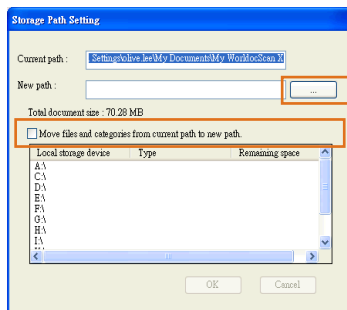 Storage Path Setting
Current path : Settings\olive.lee\My Documents\My WorldocScan X
New path : ...
Total document size : 70.28 MB
Move files and categories from current path to new path.
Local storage device Type Remaining space
A:\
C:\
D:\
E:\
F:\
G:\
H:\
I:\
OK Cancel